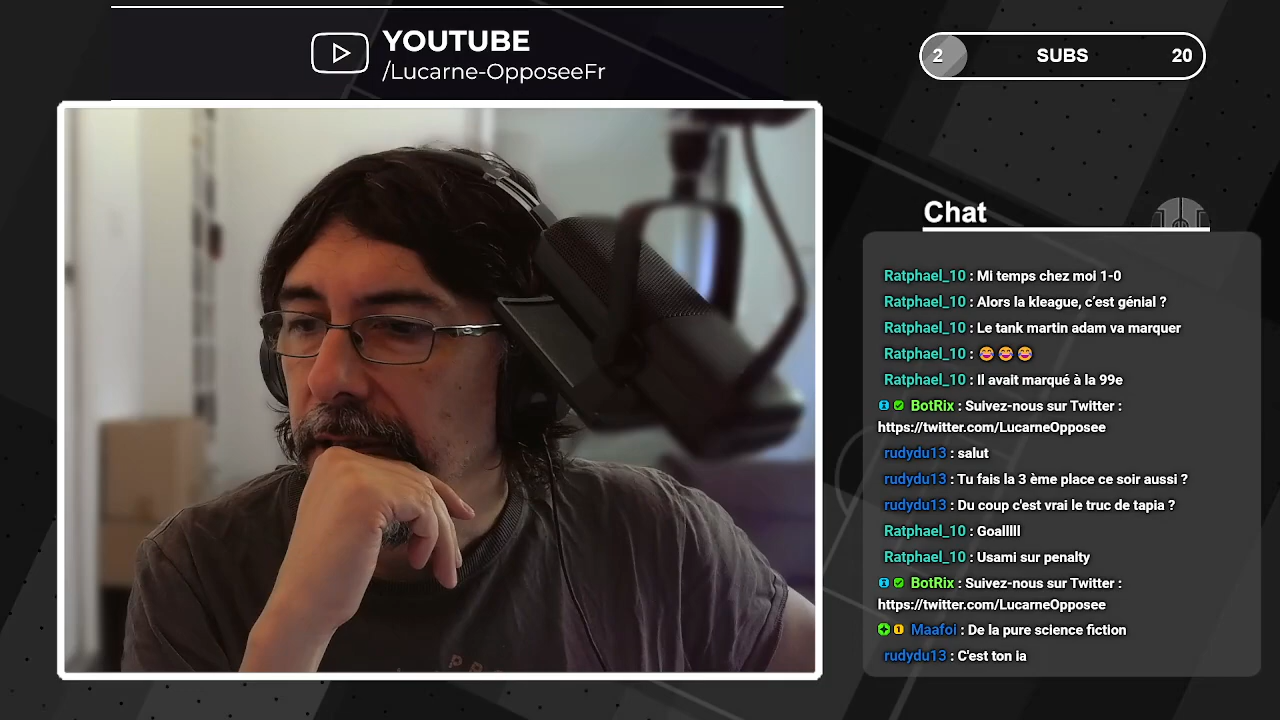 YOUTUBE
/Lucarne-OpposeeFr
2 SUBS 20
Chat
Ratphael_10 : Mi temps chez moi 1-0
Ratphael_10 : Alors la kleague, c'est génial ?
Ratphael_10 : Le tank martin adam va marquer
Ratphael_10 : 😂 😂 😂
Ratphael_10 : Il avait marqué à la 99e
BotRix : Suivez-nous sur Twitter :
https://twitter.com/LucarneOpposee
rudydu13 : salut
rudydu13 : Tu fais la 3 ème place ce soir aussi ?
rudydu13 : Du coup c'est vrai le truc de tapia ?
Ratphael_10 : Goalllll
Ratphael_10 : Usami sur penalty
BotRix : Suivez-nous sur Twitter :
https://twitter.com/LucarneOpposee
1 Maafoi : De la pure science fiction
rudydu13 : C'est ton ia